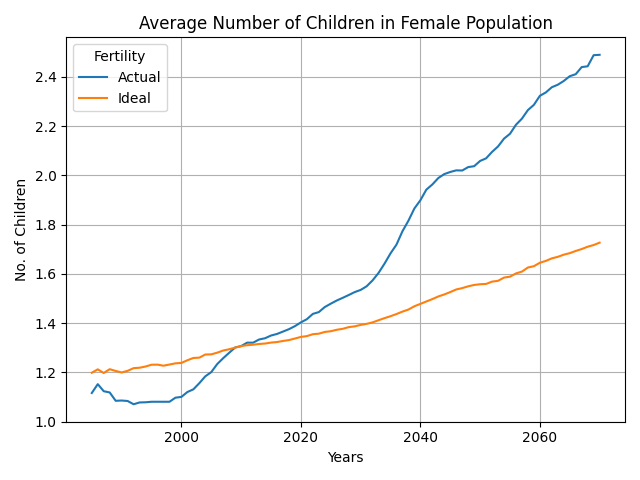 Average Number of Children in Female Population
Fertility
Actual
Ideal
No. of Children
2.4
2.2
2.0
1.8
1.6
1.4
1.2
1.0
2000 2020 2040 2060
Years